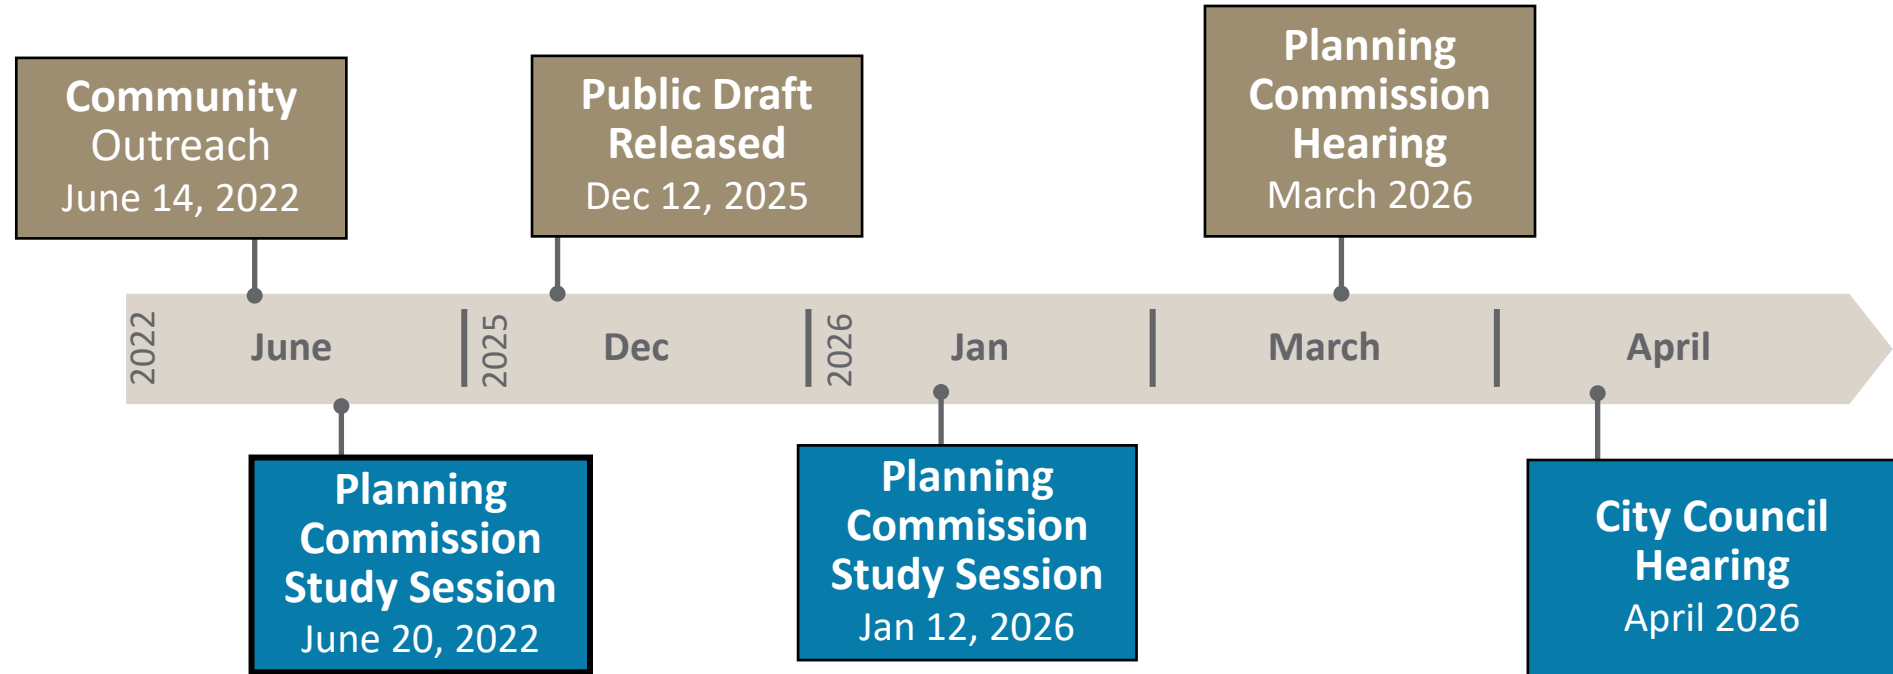 Community
Outreach
June 14, 2022
Public Draft
Released
Dec 12, 2025
Planning
Commission
Hearing
March 2026
2022
June
2025
Dec
2026
Jan
March
April
Planning
Commission
Study Session
June 20, 2022
Planning
Commission
Study Session
Jan 12, 2026
City Council
Hearing
April 2026